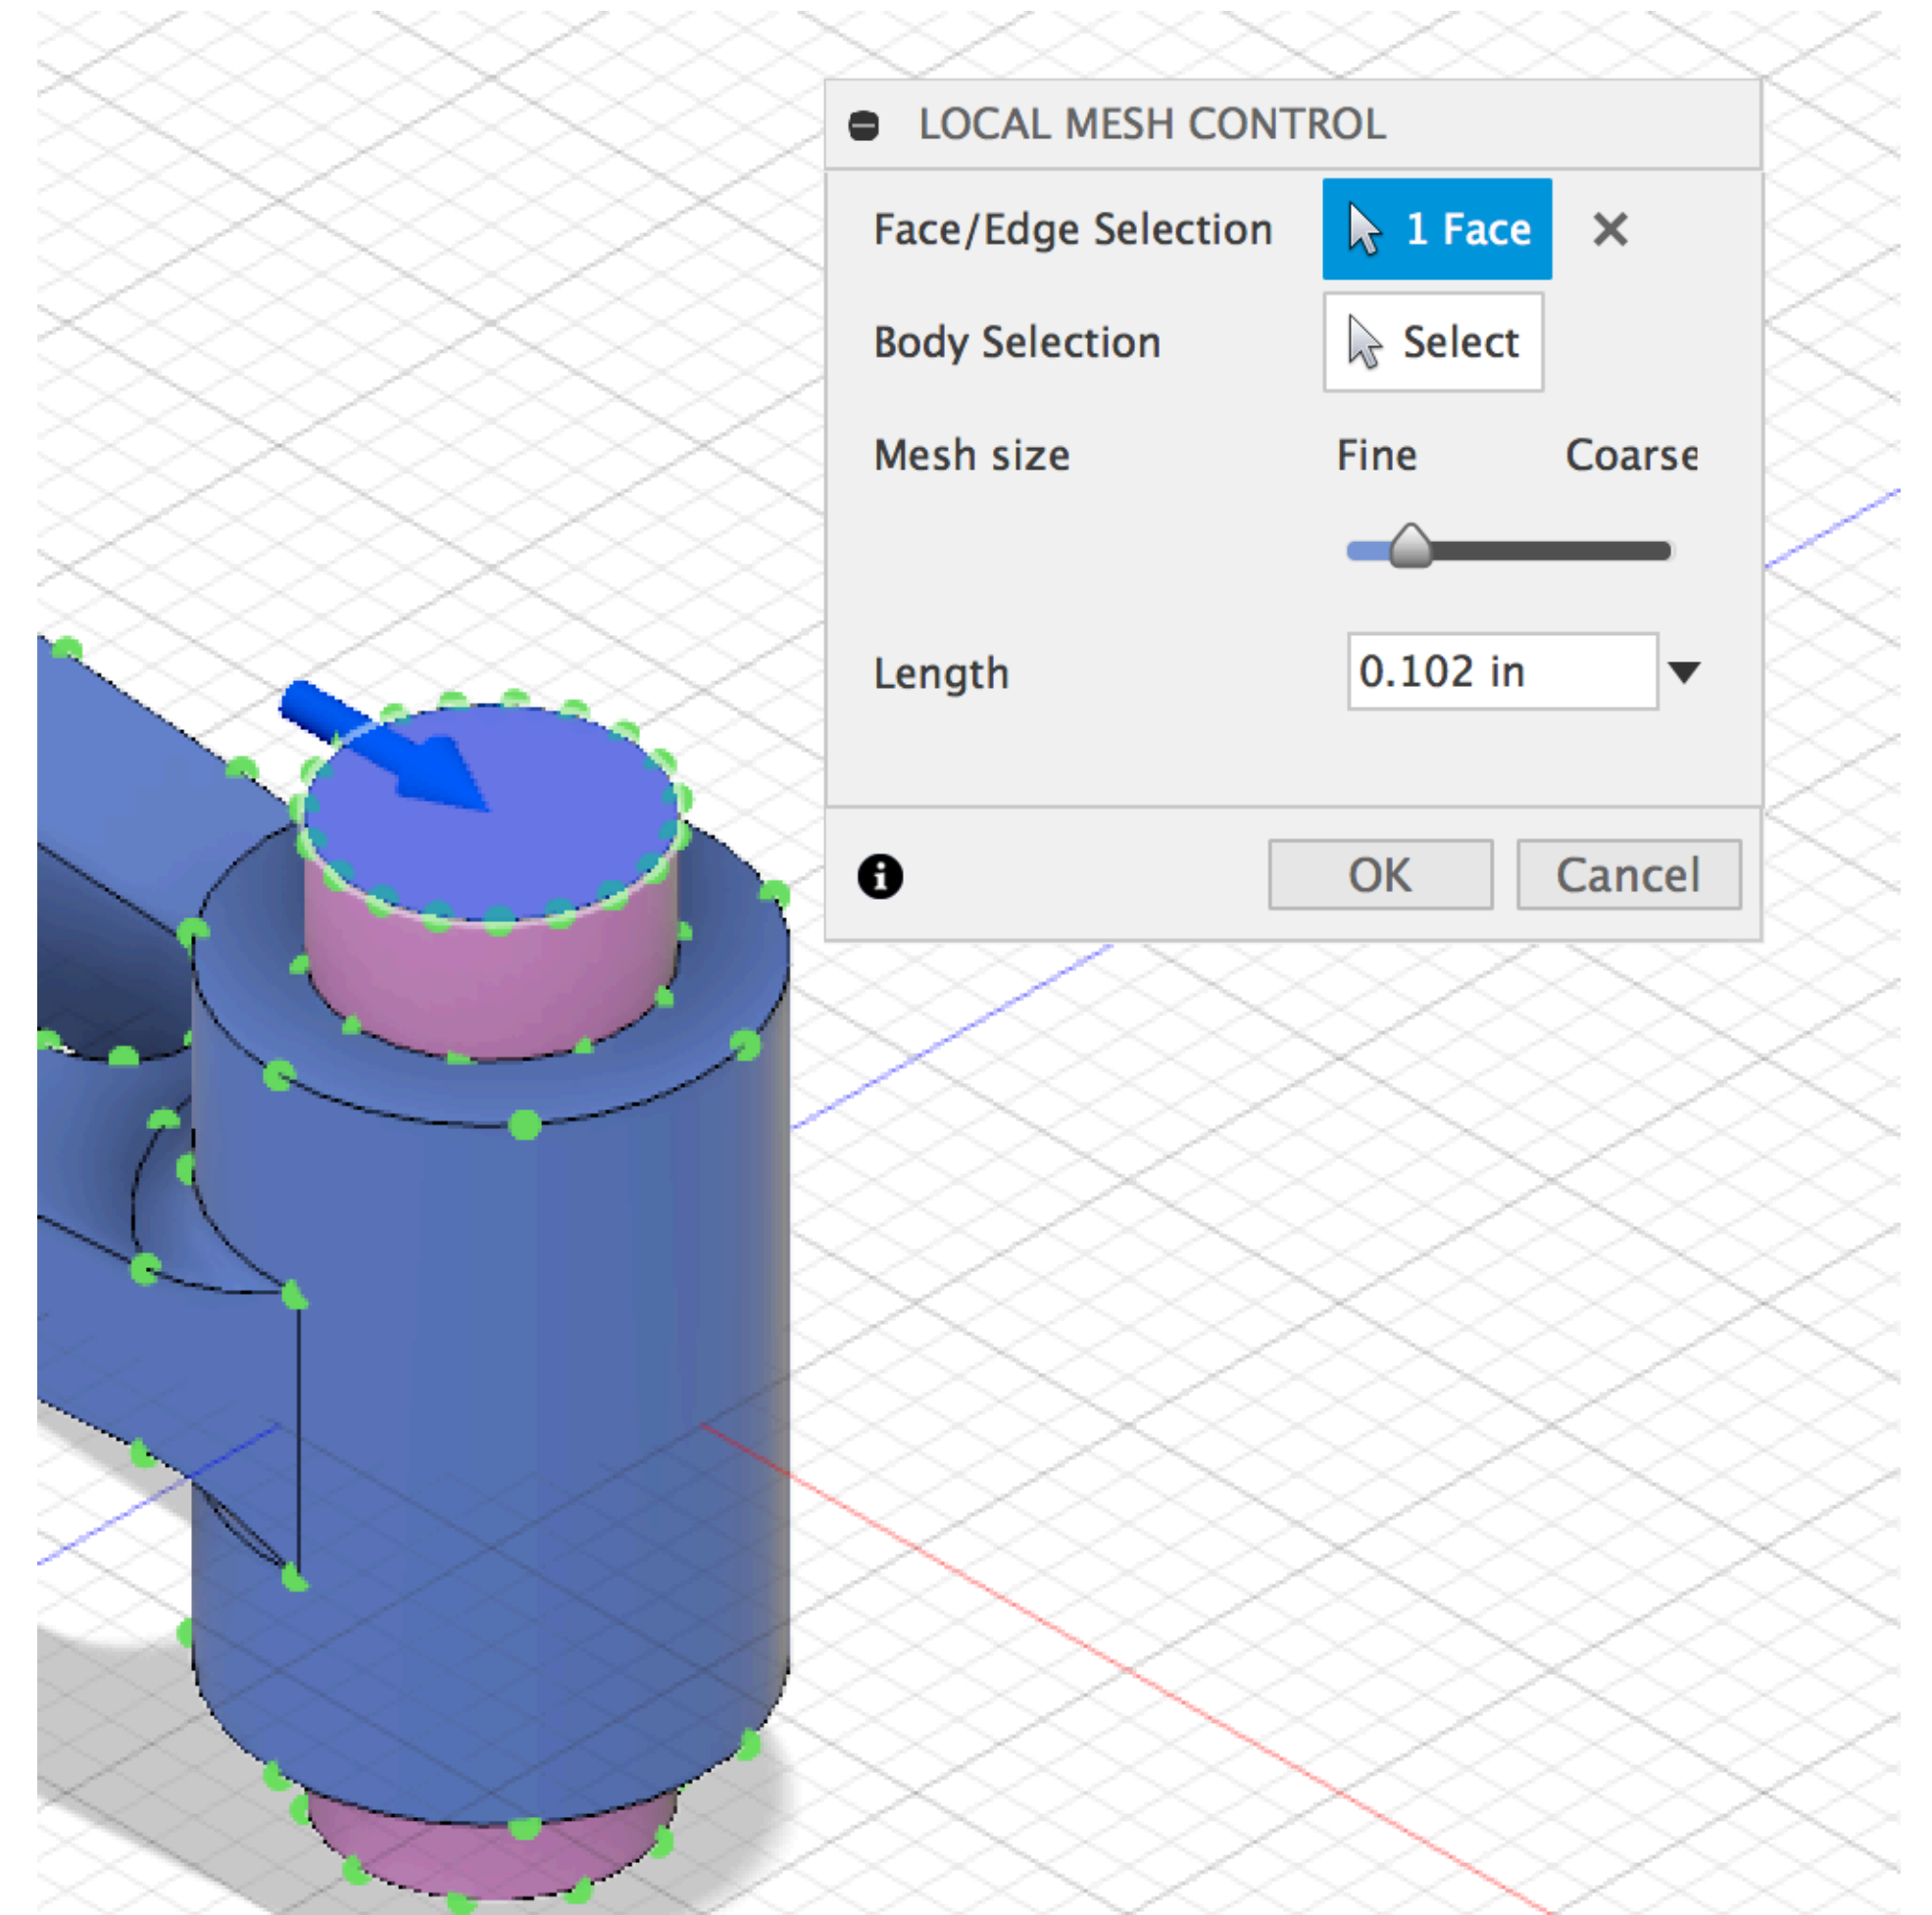 LOCAL MESH CONTROL
Face/Edge Selection 1 Face
Body Selection Select
Mesh size Fine Coarse
Length 0.102 in
OK Cancel